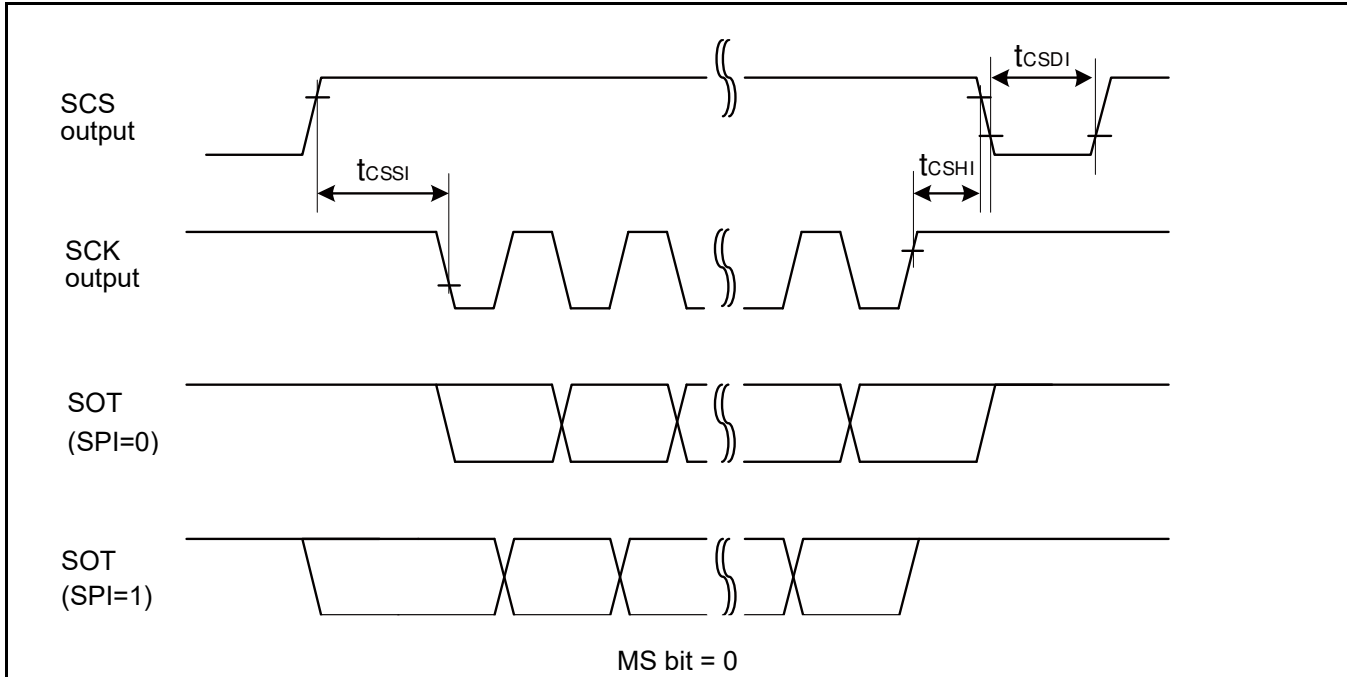 SCS
output
tCSDI
tCSSI
tCSHI
SCK
output
SOT
(SPI=0)
SOT
(SPI=1)
MS bit = 0